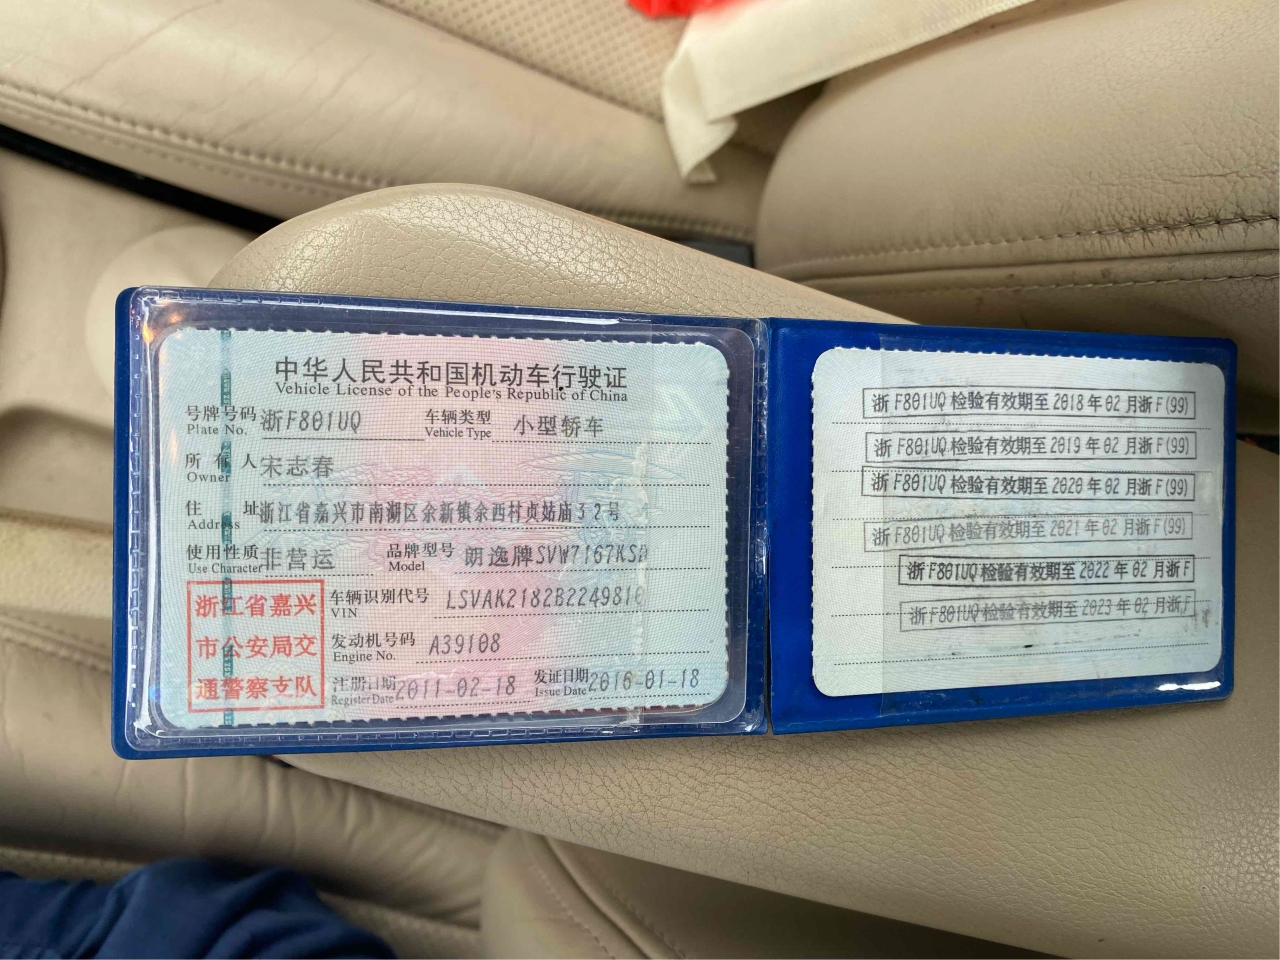 中华人民共和国机动车行驶证
Vehicle License of the People's Republic of China
号牌号码 浙F801UQ 车辆类型 小型轿车
Plate No. Vehicle Type
所有人 宋志春
Owner
住址 浙江省嘉兴市南湖区余新镇余西村贞姑庙32号
Address
使用性质 非营运 品牌型号 朗逸牌SVW7167KSD
Use Character Model
浙江省嘉兴
市公安局交
通警察支队
车辆识别代号 LSVAK2182B2249816
VIN
发动机号码 A39108
Engine No.
注册日期 2011-02-18 发证日期 2016-01-18
Register Date Issue Date
浙F801UQ检验有效期至2018年02月浙F(99)
浙F801UQ检验有效期至2019年02月浙F(99)
浙F801UQ检验有效期至2020年02月浙F(99)
浙F801UQ检验有效期至2021年02月浙F(99)
浙F801UQ检验有效期至2022年02月浙F
浙F801UQ检验有效期至2023年02月浙F